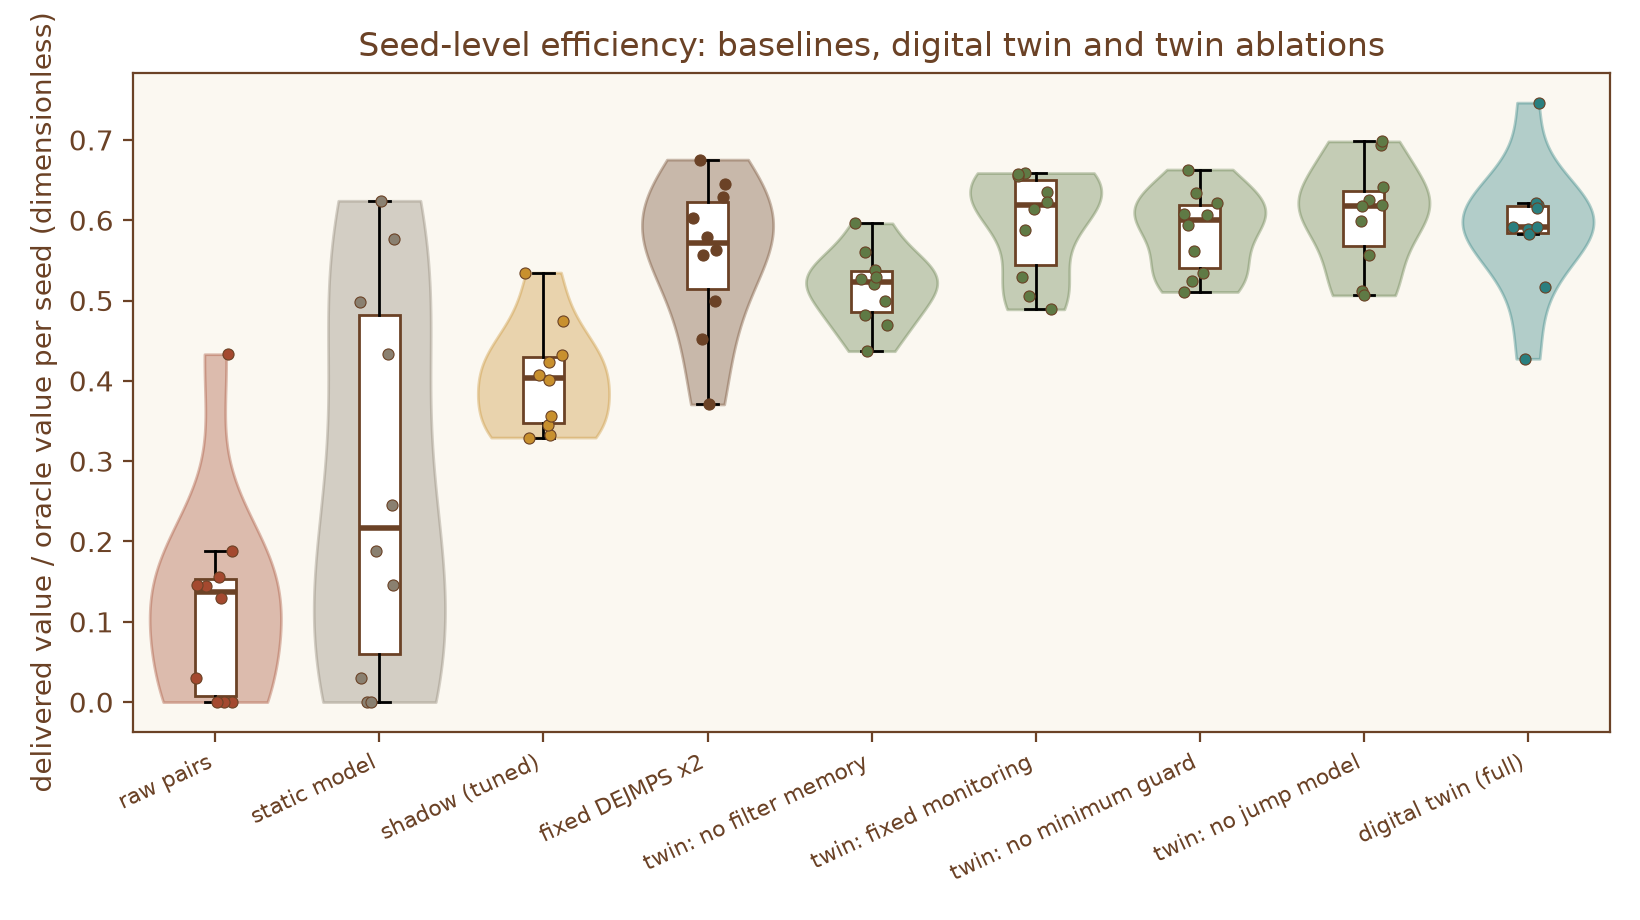 Seed-level efficiency: baselines, digital twin and twin ablations
delivered value / oracle value per seed (dimensionless)
0.7
0.6
0.5
0.4
0.3
0.2
0.1
0.0
raw pairs
static model
shadow (tuned)
fixed DEJMPS x2
twin: no filter memory
twin: fixed monitoring
twin: no minimum guard
twin: no jump model
digital twin (full)